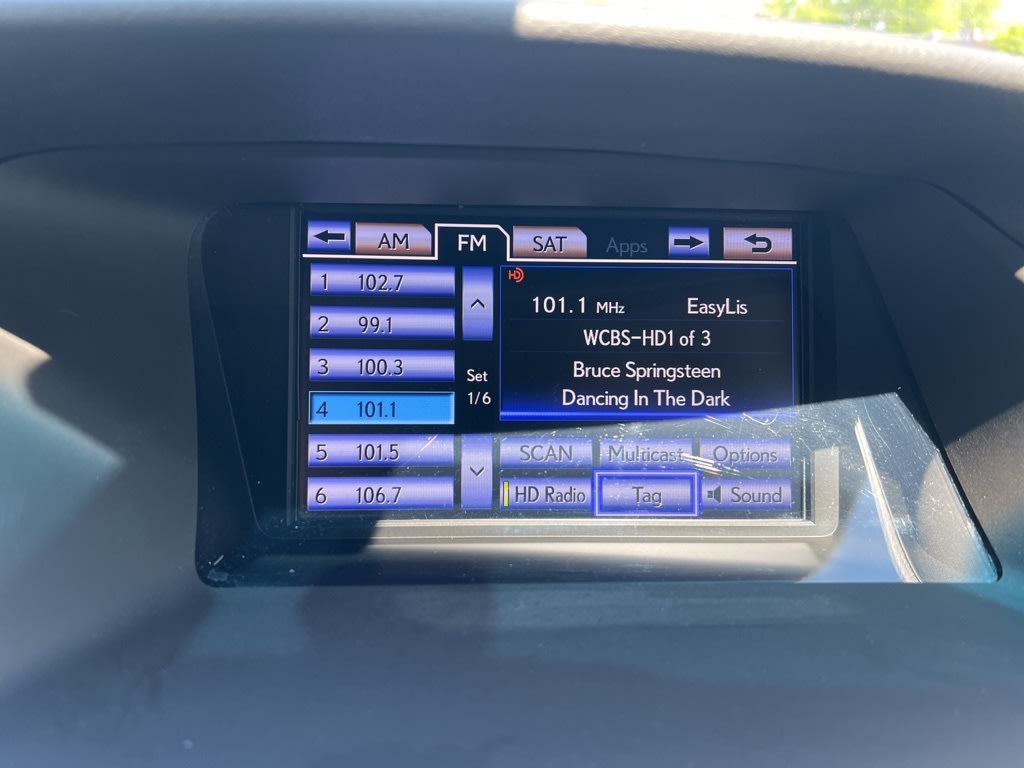 AM FM SAT Apps
1 102.7
2 99.1
3 100.3
4 101.1
5 101.5
6 106.7
Set
1/6
HD
101.1 MHz EasyLis
WCBS-HD1 of 3
Bruce Springsteen
Dancing In The Dark
SCAN Multicast Options
HD Radio Tag Sound